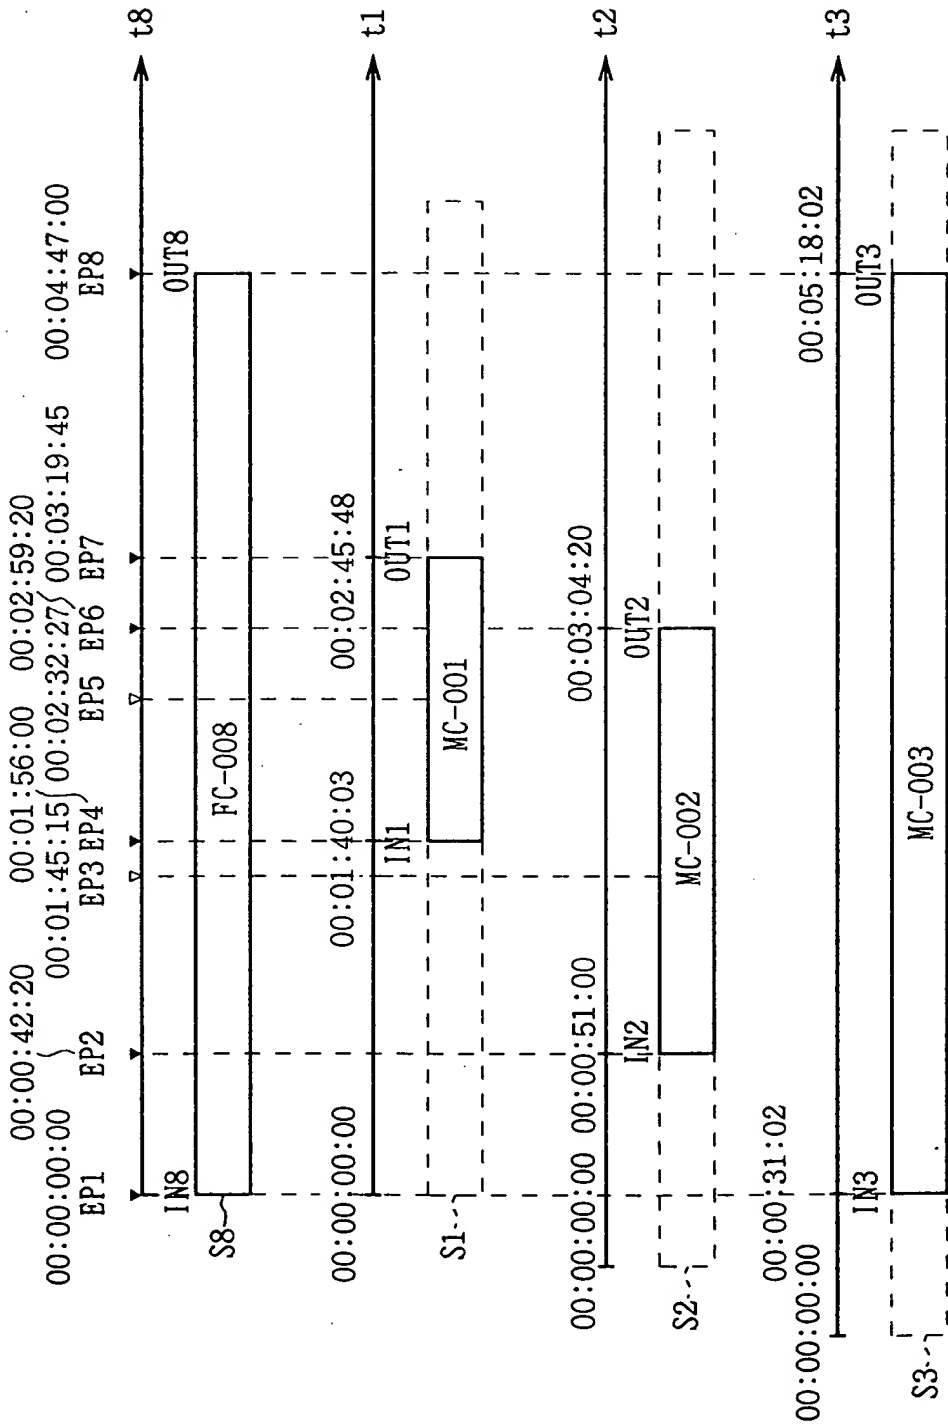 00:00:42:20 00:01:56:00 00:02:59:20
00:00:00:00 00:01:45:15 00:02:32:27 00:03:19:45 00:04:47:00
EP1 EP2 EP3 EP4 EP5 EP6 EP7 EP8
t8
IN8 OUT8
S8 FC-008
00:00:00:00 00:01:40:03 00:02:45:48
t1
IN1 OUT1
S1 MC-001
00:00:00:00 00:00:51:00 00:03:04:20
t2
IN2 OUT2
S2 MC-002
00:00:31:02
00:00:00:00 00:05:18:02
t3
IN3 OUT3
S3 MC-003